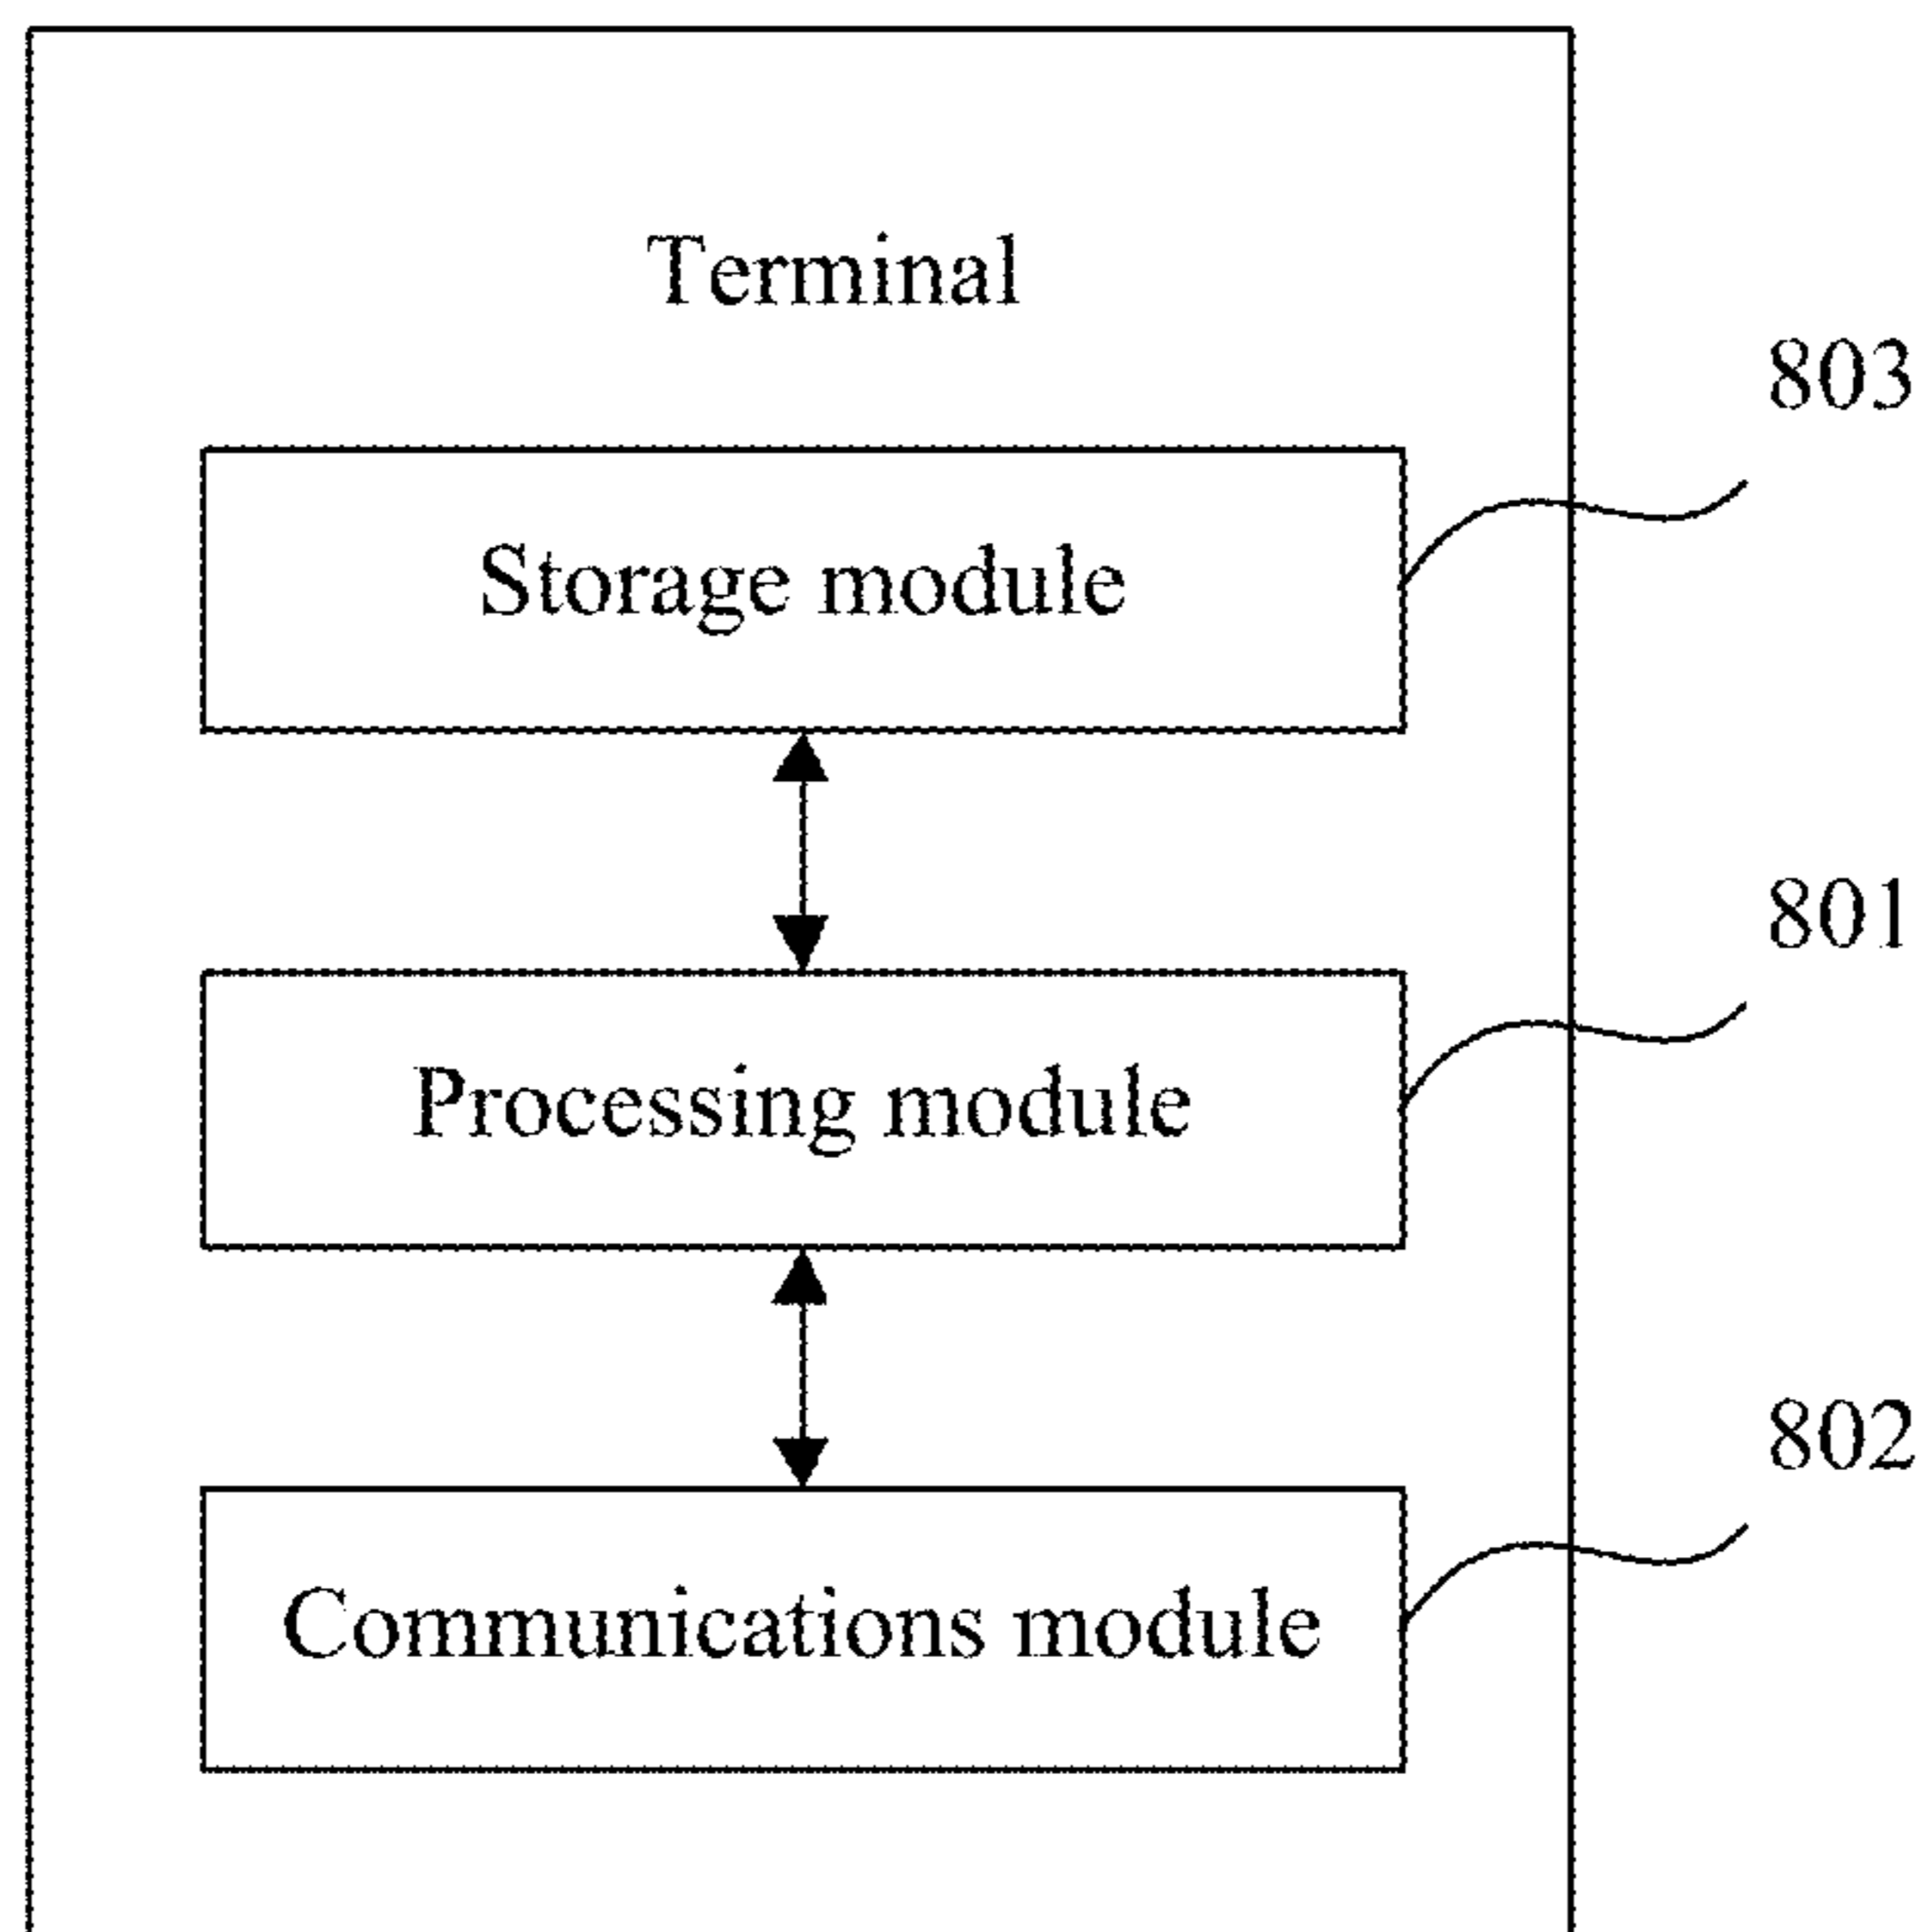 Terminal
803
Storage module
801
Processing module
802
Communications module